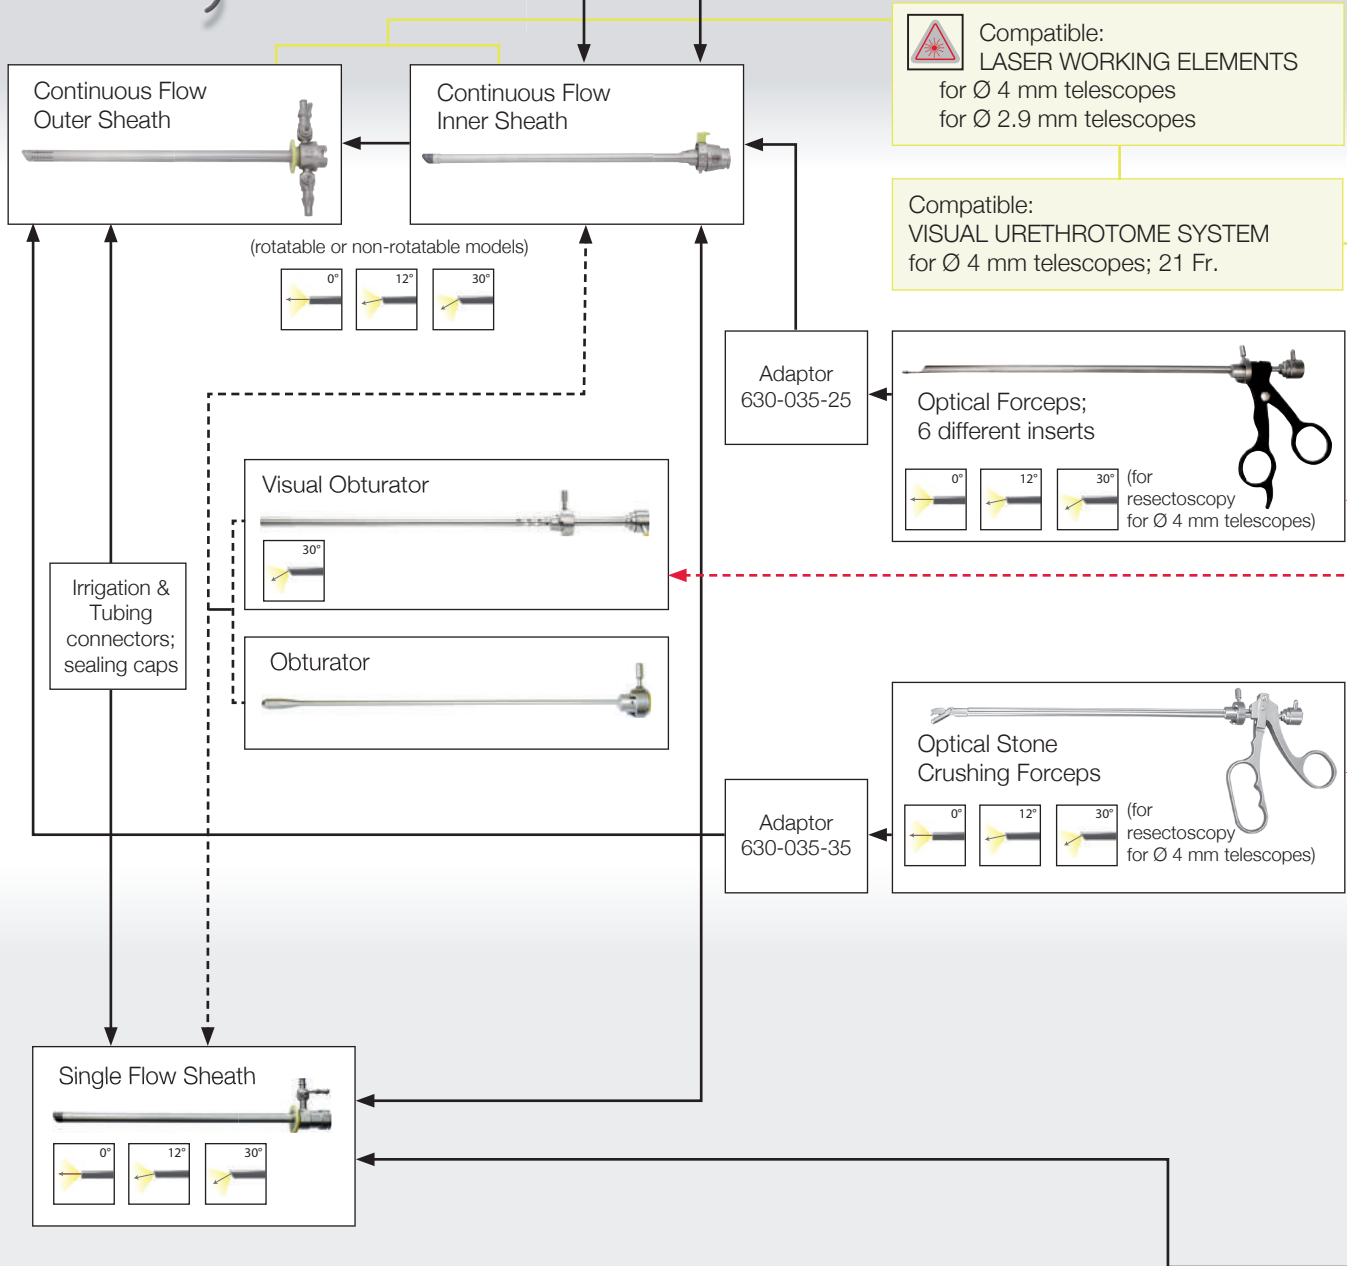 Compatible:
LASER WORKING ELEMENTS
for Ø 4 mm telescopes
for Ø 2.9 mm telescopes
Continuous Flow
Outer Sheath
Continuous Flow
Inner Sheath
Compatible:
VISUAL URETHROTOME SYSTEM
for Ø 4 mm telescopes; 21 Fr.
(rotatable or non-rotatable models)
0°
12°
30°
Adaptor
630-035-25
Optical Forceps;
6 different inserts
0°
12°
30°
(for
resectoscopy
for Ø 4 mm telescopes)
Visual Obturator
30°
Irrigation &
Tubing
connectors;
sealing caps
Obturator
Optical Stone
Crushing Forceps
0°
12°
30°
(for
resectoscopy
for Ø 4 mm telescopes)
Adaptor
630-035-35
Single Flow Sheath
0°
12°
30°